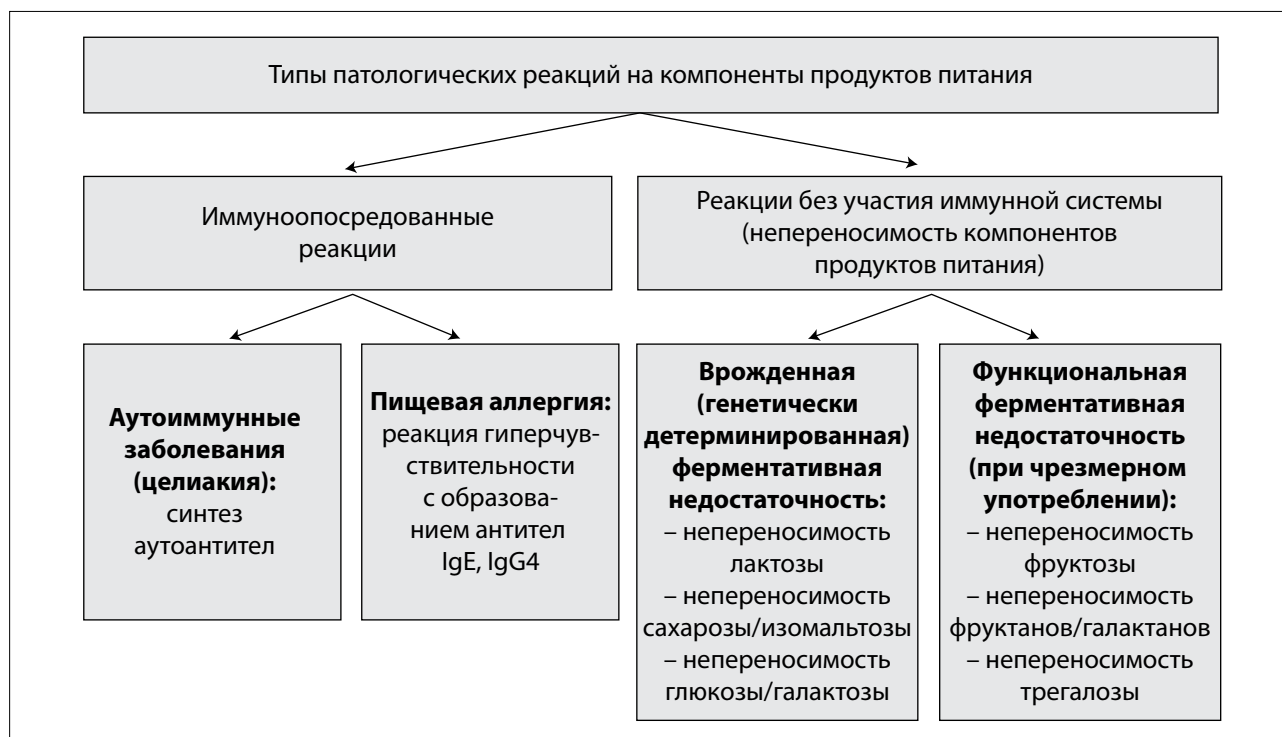 Типы патологических реакций на компоненты продуктов питания
Иммуноопосредованные
реакции
Реакции без участия иммунной системы
(непереносимость компонентов
продуктов питания)
Аутоиммунные
заболевания
(целиакия):
синтез
аутоантител
Пищевая аллергия:
реакция гиперчув-
ствительности
с образова-
нием антител
IgE, IgG4
Врожденная
(генетически
детерминированная)
ферментативная
недостаточность:
– непереносимость
лактозы
– непереносимость
сахарозы/изомальтозы
– непереносимость
глюкозы/галактозы
Функциональная
ферментативная
недостаточность
(при чрезмерном
употреблении):
– непереносимость
фруктозы
– непереносимость
фруктанов/галактанов
– непереносимость
трегалозы